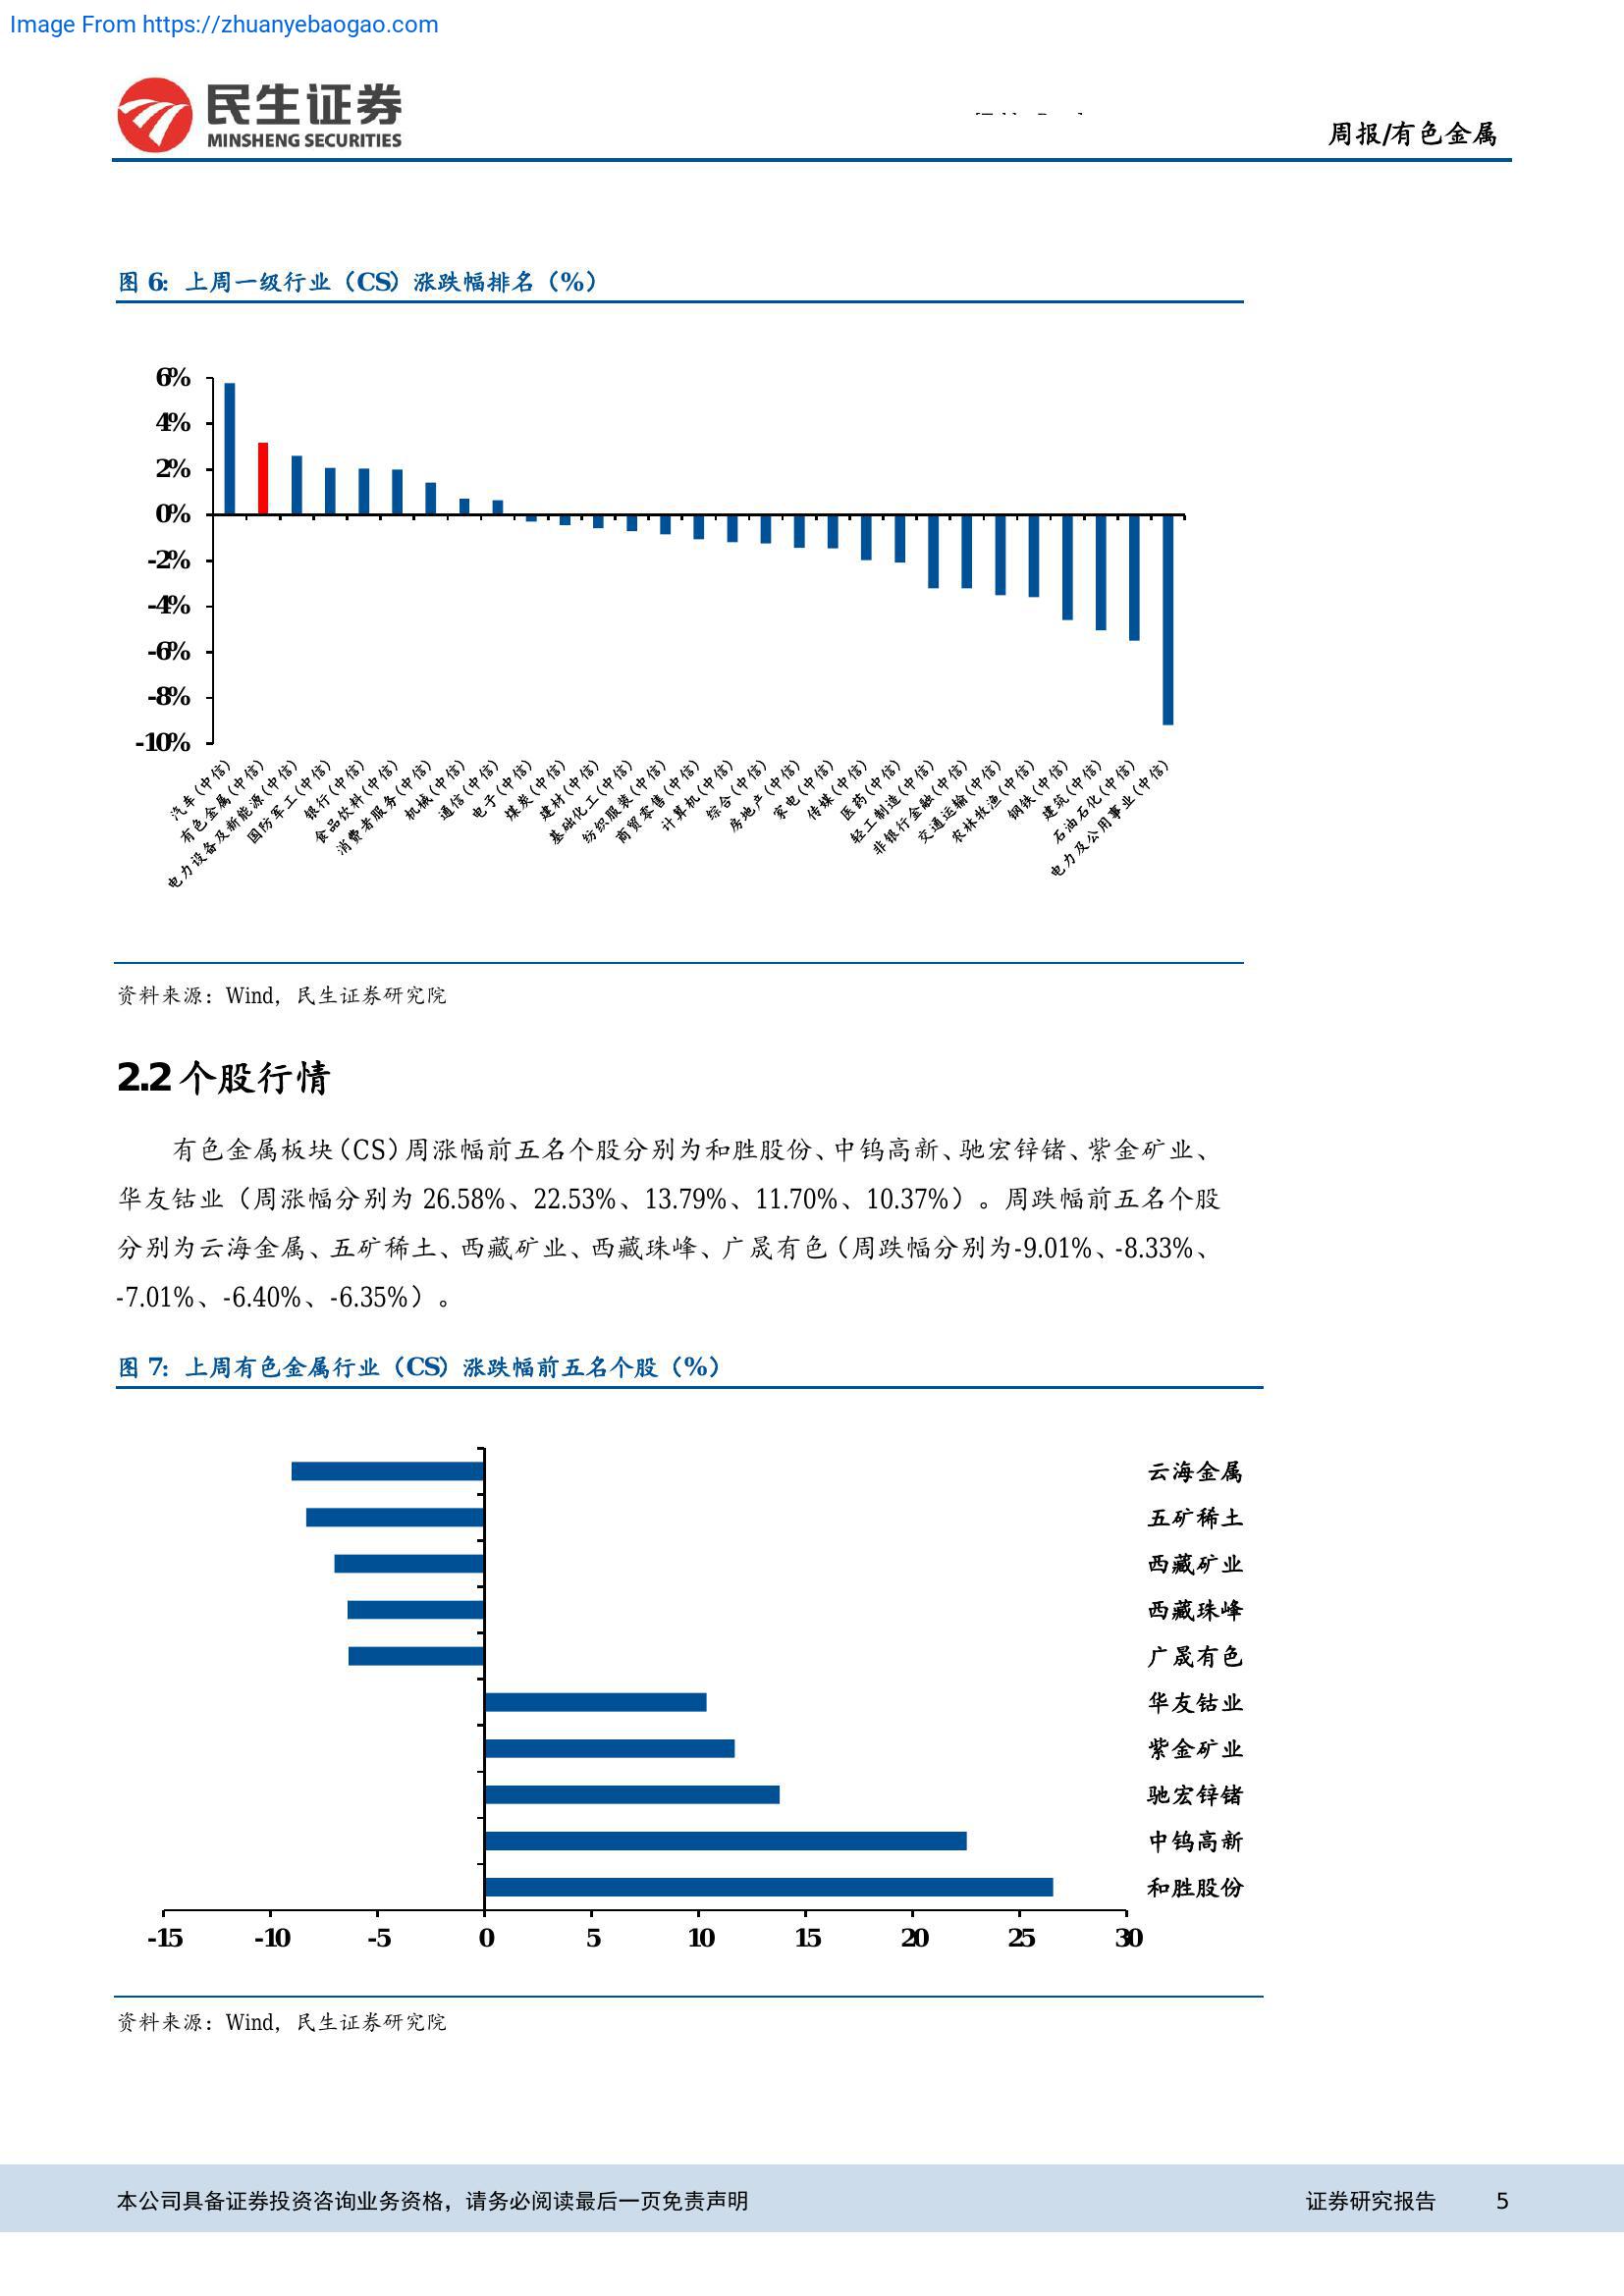 Image From https://zhuanyebaogao.com
民生证券
MINSHENG SECURITIES
周报/有色金属
图 6：上周一级行业（CS）涨跌幅排名（%）
6%
4%
2%
0%
-2%
-4%
-6%
-8%
-10%
汽车(中信)
有色金属(中信)
电力设备及新能源(中信)
国防军工(中信)
银行(中信)
食品饮料(中信)
消费者服务(中信)
机械(中信)
通信(中信)
电子(中信)
煤炭(中信)
建材(中信)
基础化工(中信)
纺织服装(中信)
商贸零售(中信)
计算机(中信)
综合(中信)
房地产(中信)
家电(中信)
传媒(中信)
医药(中信)
轻工制造(中信)
非银行金融(中信)
交通运输(中信)
农林牧渔(中信)
钢铁(中信)
建筑(中信)
石油石化(中信)
电力及公用事业(中信)
资料来源：Wind，民生证券研究院
2.2 个股行情
有色金属板块（CS）周涨幅前五名个股分别为和胜股份、中钨高新、驰宏锌锗、紫金矿业、
华友钴业（周涨幅分别为 26.58%、22.53%、13.79%、11.70%、10.37%）。周跌幅前五名个股
分别为云海金属、五矿稀土、西藏矿业、西藏珠峰、广晟有色（周跌幅分别为-9.01%、-8.33%、
-7.01%、-6.40%、-6.35%）。
图 7：上周有色金属行业（CS）涨跌幅前五名个股（%）
云海金属
五矿稀土
西藏矿业
西藏珠峰
广晟有色
华友钴业
紫金矿业
驰宏锌锗
中钨高新
和胜股份
-15 -10 -5 0 5 10 15 20 25 30
资料来源：Wind，民生证券研究院
本公司具备证券投资咨询业务资格，请务必阅读最后一页免责声明 证券研究报告 5